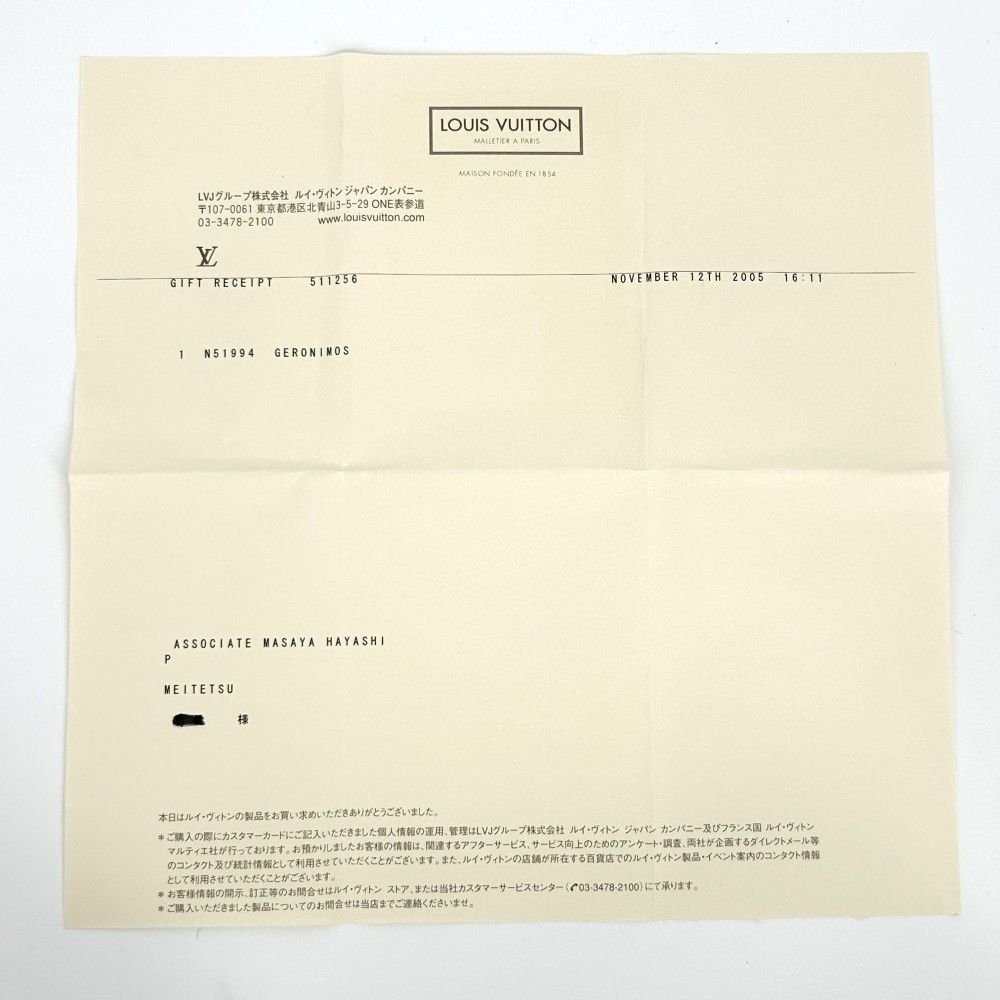 LOUIS VUITTON
MALLETIER A PARIS
MAISON FONDÉE EN 1854
LVJグループ株式会社 ルイ・ヴィトン ジャパン カンパニー
〒107-0061 東京都港区北青山3-5-29 ONE表参道
03-3478-2100 www.louisvuitton.com
LV
GIFT RECEIPT 511256 NOVEMBER 12TH 2005 16:11
1 N51994 GERONIMOS
ASSOCIATE MASAYA HAYASHI
P
MEITETSU
様
本日はルイ・ヴィトンの製品をお買い求めいただきありがとうございました。
＊ご購入の際にカスタマーカードにご記入いただきました個人情報の運用、管理はLVJグループ株式会社 ルイ・ヴィトン ジャパン カンパニー及びフランス国 ルイ・ヴィトン
マルティエ社が行っております。お預かりしましたお客様の情報は、関連するアフターサービス、サービス向上のためのアンケート・調査、両社が企画するダイレクトメール等
のコンタクト及び統計情報として利用させていただくことがございます。また、ルイ・ヴィトンの店舗が所在する百貨店でのルイ・ヴィトン製品・イベント案内のコンタクト情報
として利用させていただくことがございます。
＊お客様情報の開示、訂正等のお問合せはルイ・ヴィトン ストア、または当社カスタマーサービスセンター（✆03-3478-2100）にて承ります。
＊ご購入いただきました製品についてのお問合せは当店までご連絡くださいませ。